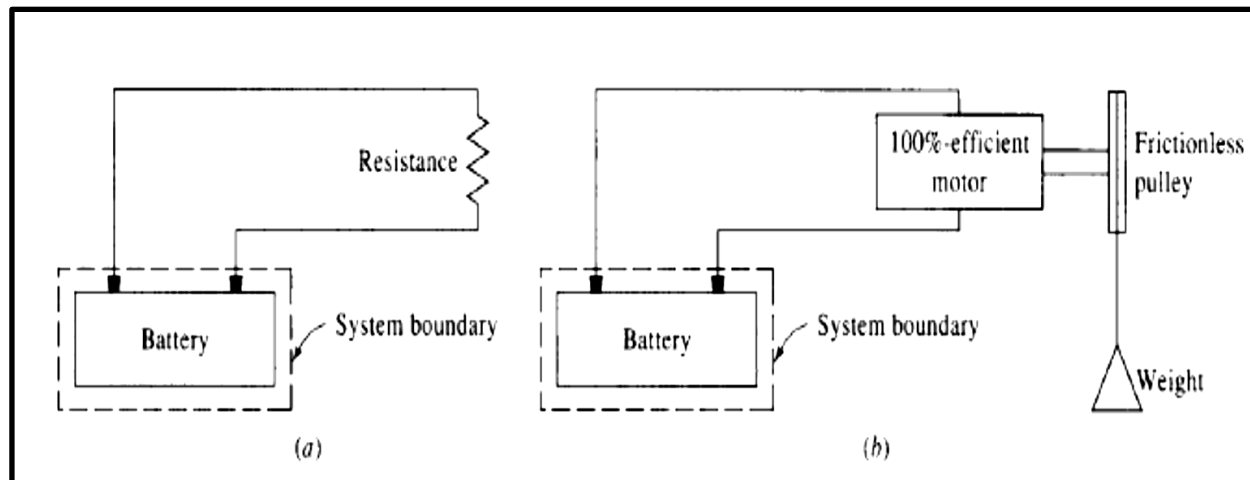 Resistance
Battery
System boundary
(a)
100%-efficient
motor
Frictionless
pulley
Battery
System boundary
Weight
(b)